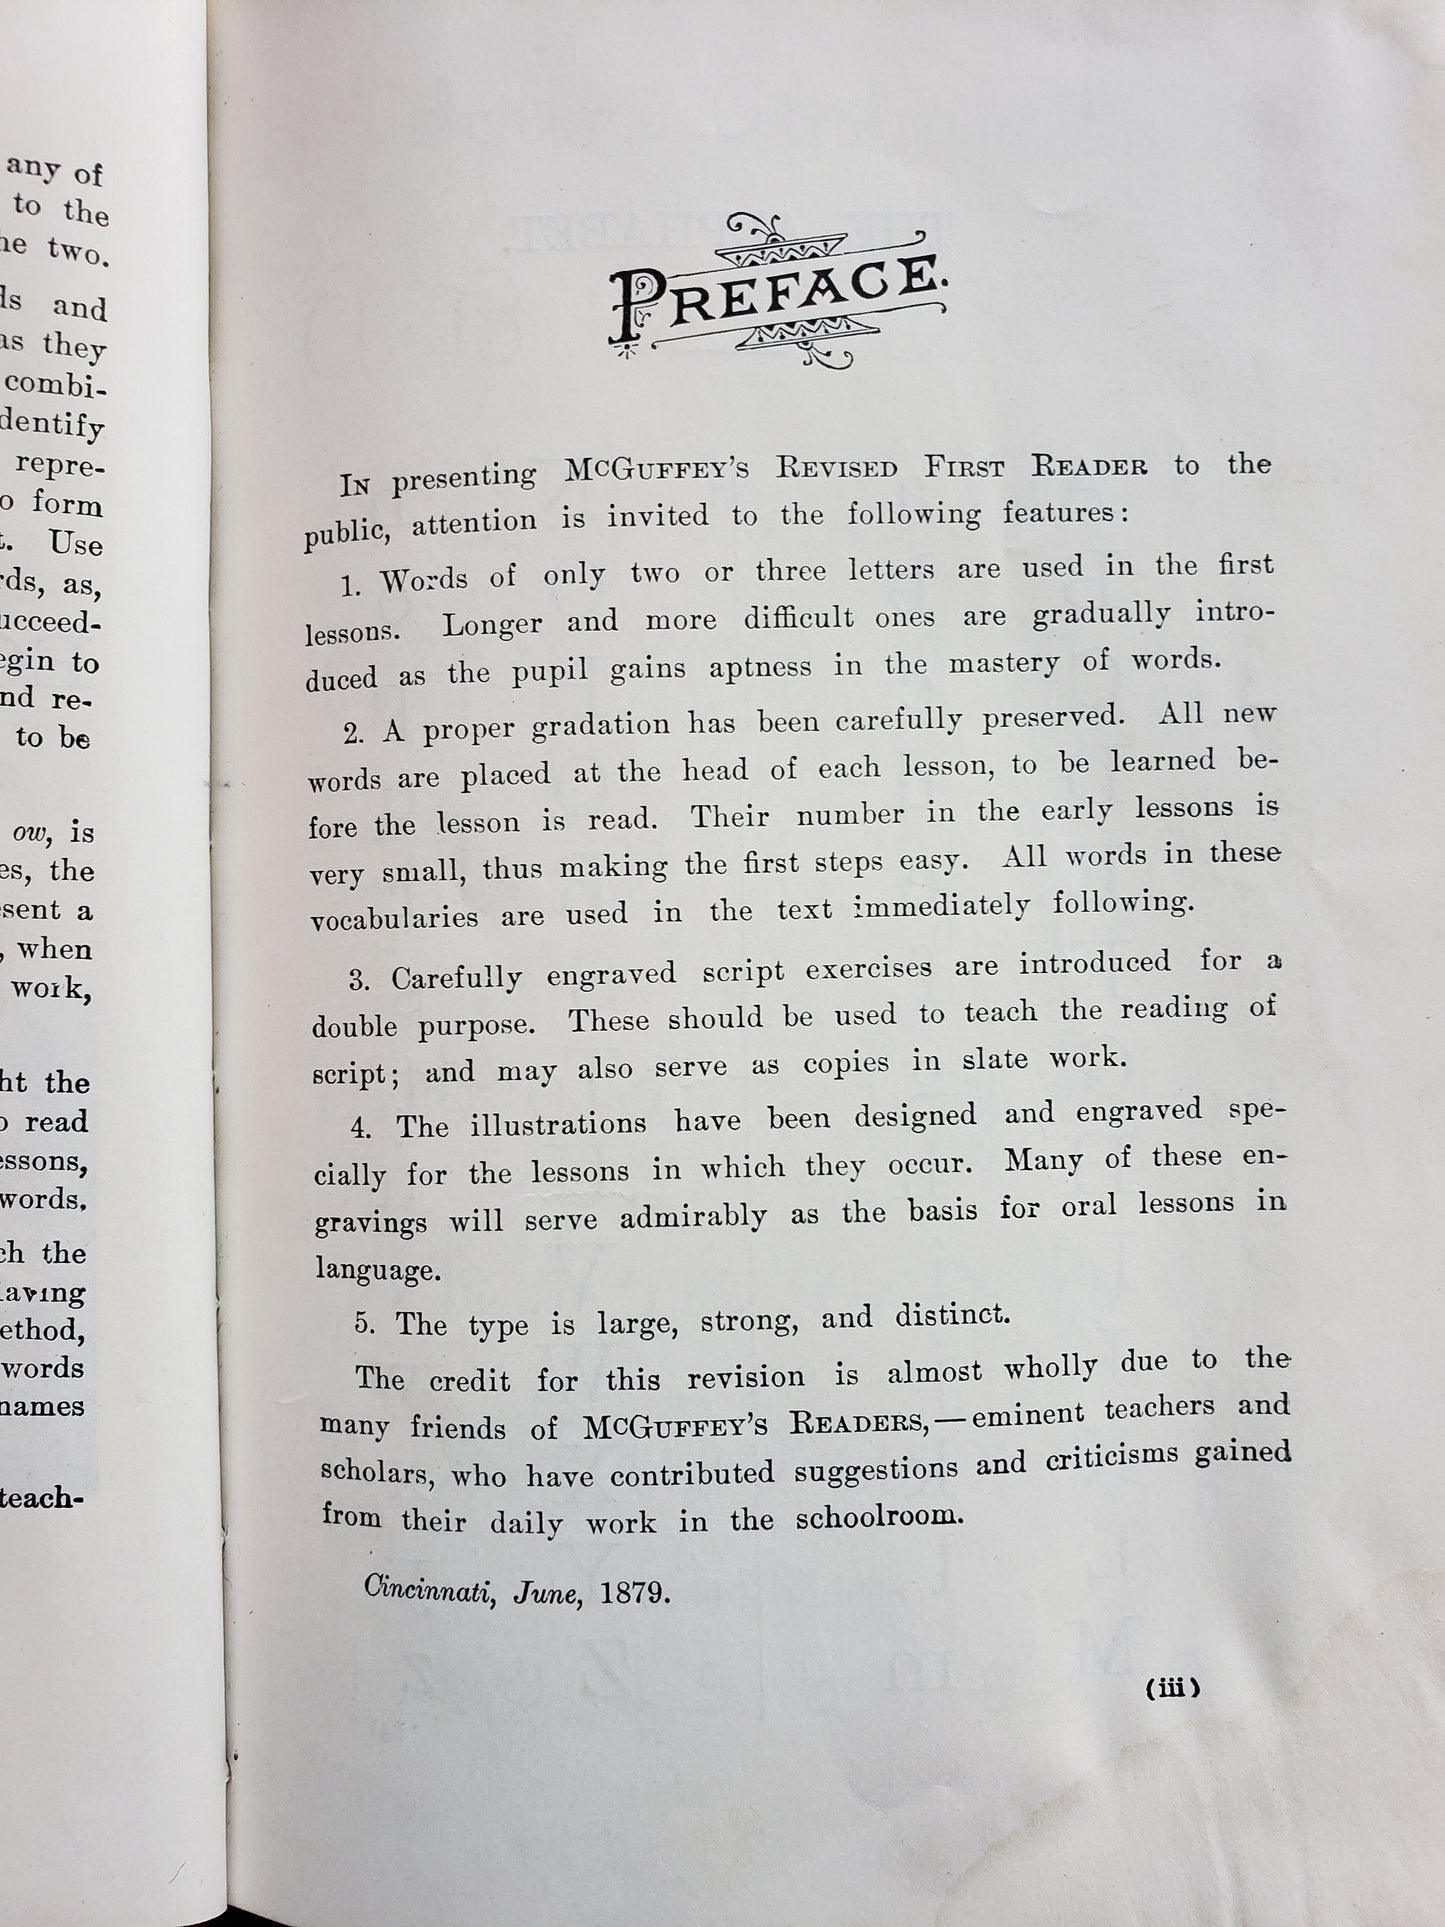 any of
to the
he two.
ds and
as they
combi-
dentify
repre-
o form
t. Use
rds, as,
ucceed-
egin to
nd re-
to be
ow, is
es, the
sent a
, when
work,
ht the
o read
essons,
words.
ch the
aving
ethod,
words
names
teach-
PREFACE.
IN presenting MCGUFFEY'S REVISED FIRST READER to the
public, attention is invited to the following features:
1. Words of only two or three letters are used in the first
lessons. Longer and more difficult ones are gradually intro-
duced as the pupil gains aptness in the mastery of words.
2. A proper gradation has been carefully preserved. All new
words are placed at the head of each lesson, to be learned be-
fore the lesson is read. Their number in the early lessons is
very small, thus making the first steps easy. All words in these
vocabularies are used in the text immediately following.
3. Carefully engraved script exercises are introduced for a
double purpose. These should be used to teach the reading of
script; and may also serve as copies in slate work.
4. The illustrations have been designed and engraved spe-
cially for the lessons in which they occur. Many of these en-
gravings will serve admirably as the basis for oral lessons in
language.
5. The type is large, strong, and distinct.
The credit for this revision is almost wholly due to the
many friends of MCGUFFEY'S READERS,—eminent teachers and
scholars, who have contributed suggestions and criticisms gained
from their daily work in the schoolroom.
Cincinnati, June, 1879.
(iii)